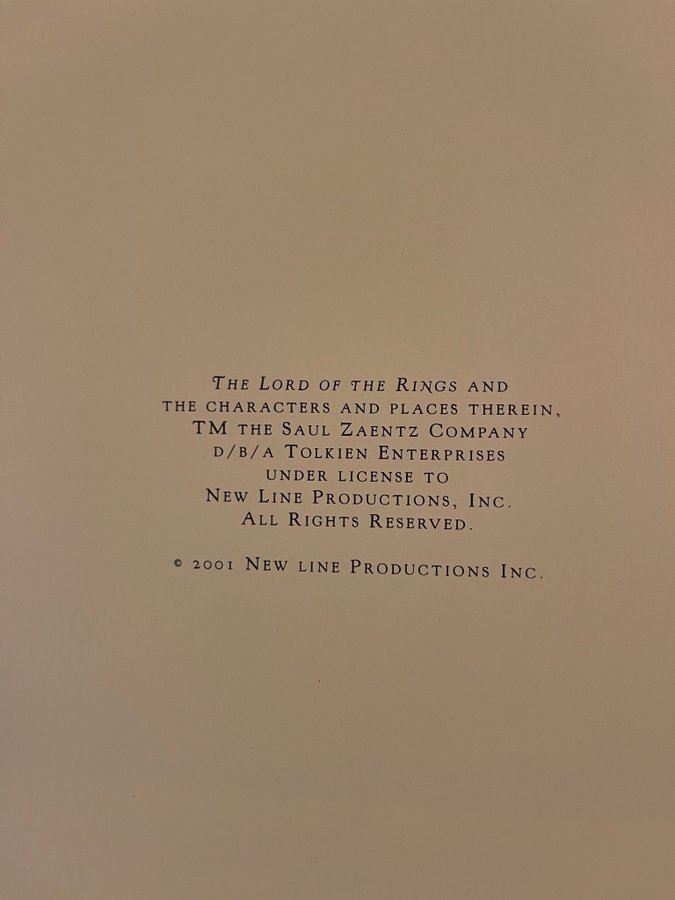 The Lord of the Rings and
the characters and places therein,
TM the Saul Zaentz Company
d/b/a Tolkien Enterprises
under license to
New Line Productions, Inc.
All Rights Reserved.
© 2001 New line Productions Inc.